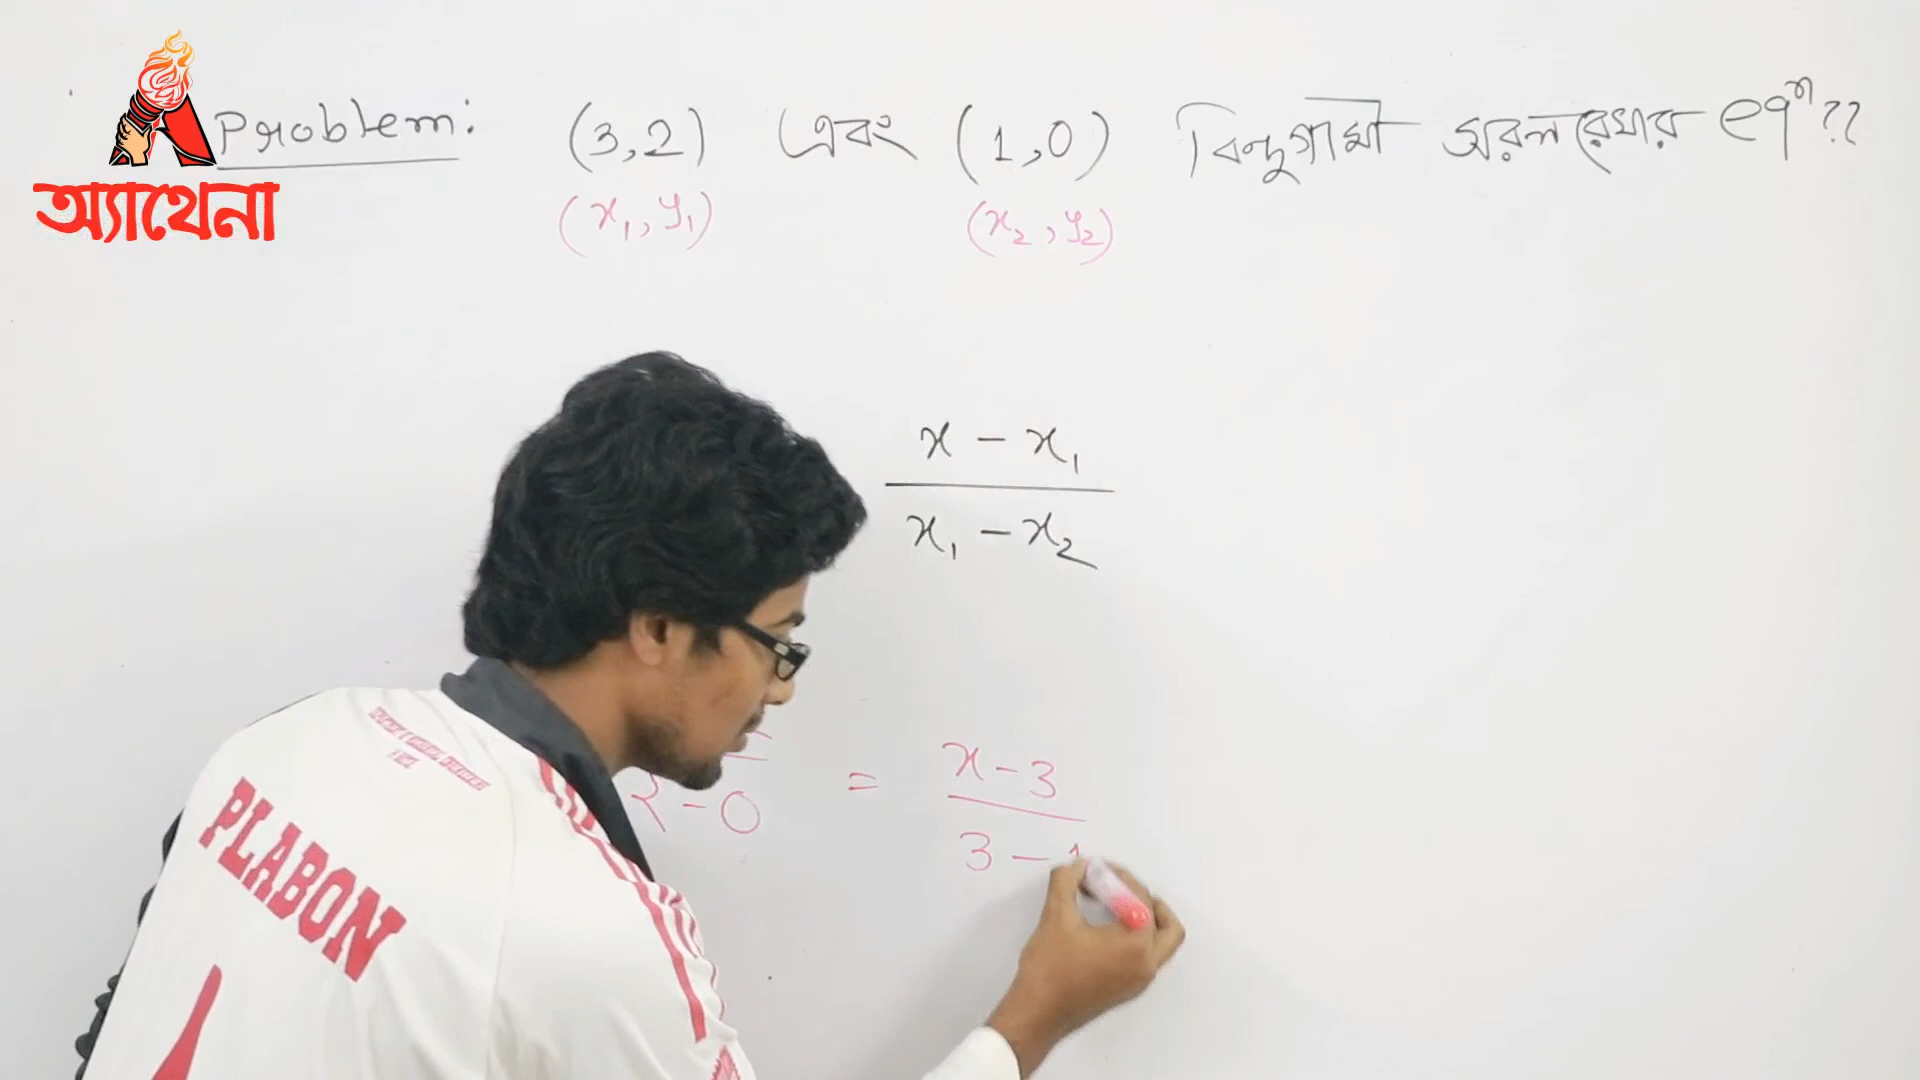 Problem: (3,2) এবং (1,0) বিন্দুগামী সরলরেখার eqⁿ??
অ্যাথেনা
(x₁, y₁) (x₂, y₂)
x - x₁
x₁ - x₂
= x - 3
2 - 0 3 - 1
PLABON